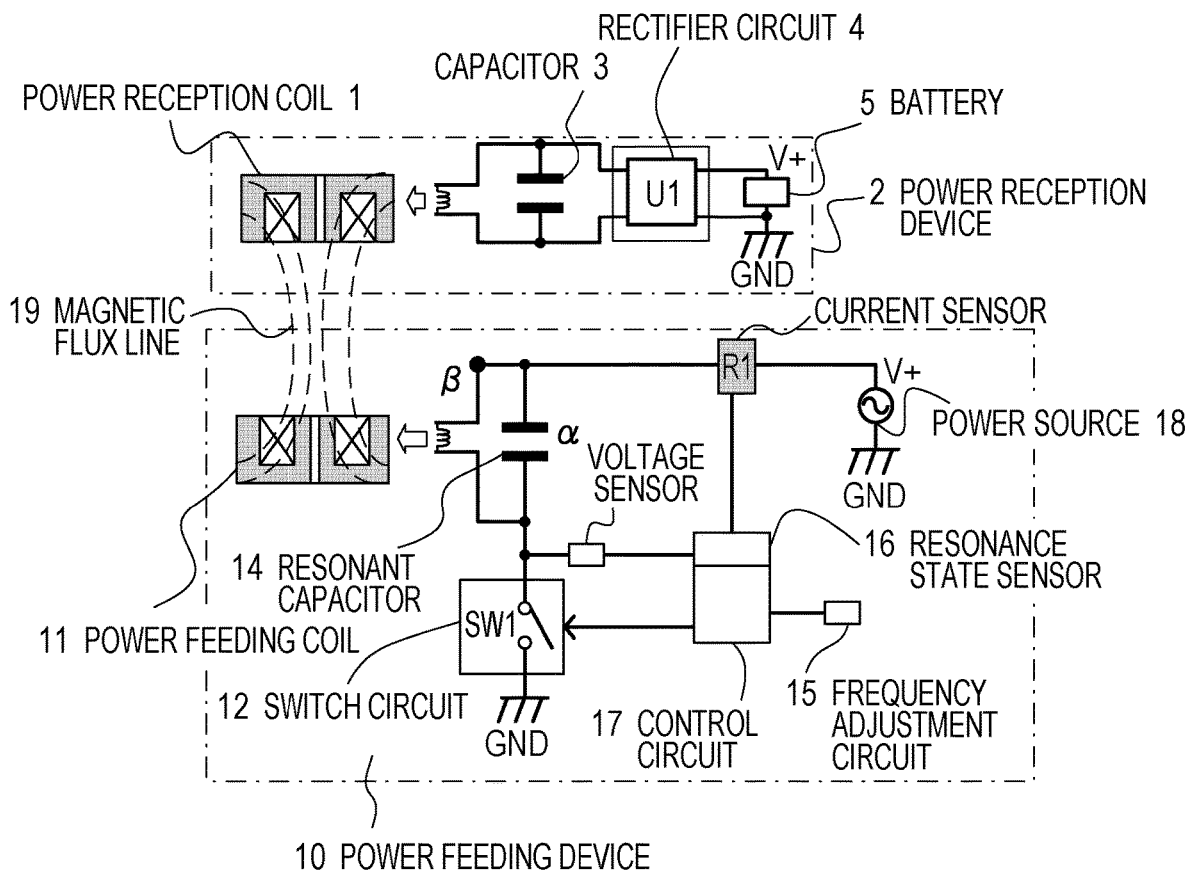 RECTIFIER CIRCUIT 4
CAPACITOR 3
POWER RECEPTION COIL 1
5 BATTERY
V+
U1
2 POWER RECEPTION
DEVICE
GND
19 MAGNETIC
FLUX LINE
CURRENT SENSOR
R1
β
V+
α
POWER SOURCE 18
VOLTAGE
SENSOR
GND
14 RESONANT
CAPACITOR
16 RESONANCE
STATE SENSOR
SW1
11 POWER FEEDING COIL
12 SWITCH CIRCUIT
GND
17 CONTROL
CIRCUIT
15 FREQUENCY
ADJUSTMENT
CIRCUIT
10 POWER FEEDING DEVICE